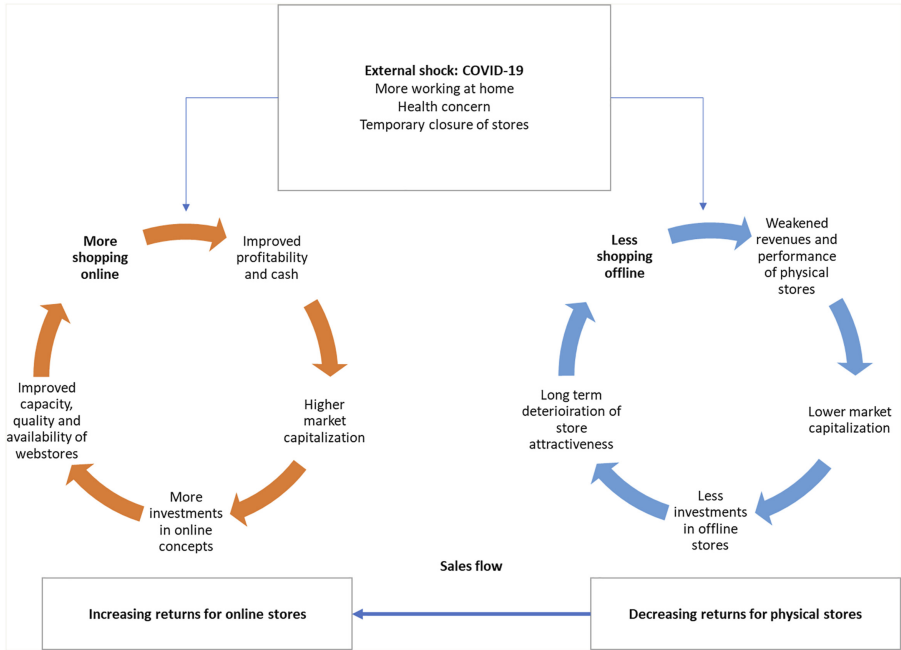 External shock: COVID-19
More working at home
Health concern
Temporary closure of stores
More
shopping
online
Improved
profitability
and cash
Higher
market
capitalization
More
investments
in online
concepts
Improved
capacity,
quality and
availability of
webstores
Less
shopping
offline
Weakened
revenues and
performance
of physical
stores
Lower market
capitalization
Less
investments
in offline
stores
Long term
deterioiration of
store
attractiveness
Sales flow
Increasing returns for online stores
Decreasing returns for physical stores